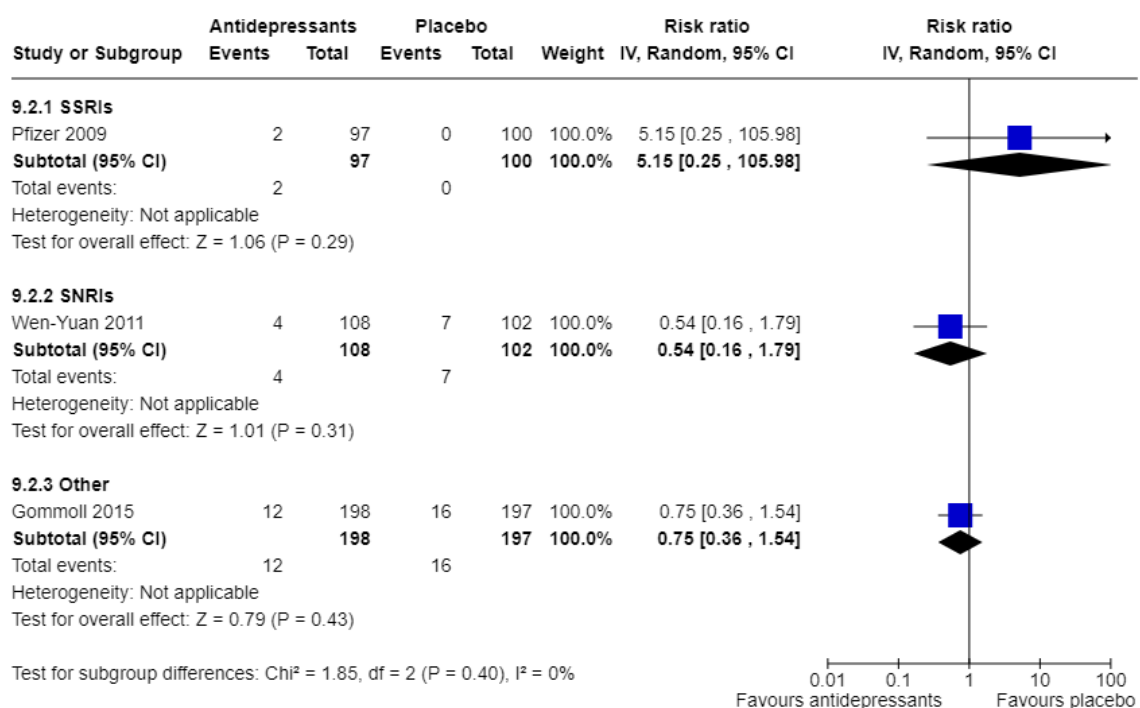 Antidepressants Placebo Risk ratio Risk ratio
Study or Subgroup Events Total Events Total Weight IV, Random, 95% CI IV, Random, 95% CI
9.2.1 SSRIs
Pfizer 2009 2 97 0 100 100.0% 5.15 [0.25 , 105.98]
Subtotal (95% CI) 97 100 100.0% 5.15 [0.25 , 105.98]
Total events: 2 0
Heterogeneity: Not applicable
Test for overall effect: Z = 1.06 (P = 0.29)
9.2.2 SNRIs
Wen-Yuan 2011 4 108 7 102 100.0% 0.54 [0.16 , 1.79]
Subtotal (95% CI) 108 102 100.0% 0.54 [0.16 , 1.79]
Total events: 4 7
Heterogeneity: Not applicable
Test for overall effect: Z = 1.01 (P = 0.31)
9.2.3 Other
Gommoll 2015 12 198 16 197 100.0% 0.75 [0.36 , 1.54]
Subtotal (95% CI) 198 197 100.0% 0.75 [0.36 , 1.54]
Total events: 12 16
Heterogeneity: Not applicable
Test for overall effect: Z = 0.79 (P = 0.43)
Test for subgroup differences: Chi² = 1.85, df = 2 (P = 0.40), I² = 0%
0.01 0.1 1 10 100
Favours antidepressants Favours placebo